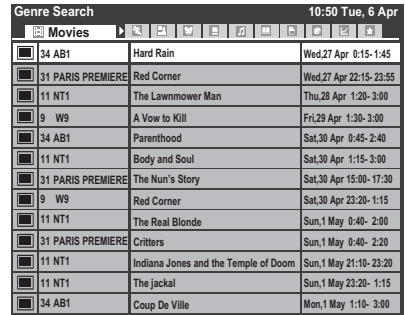 Genre Search 10:50 Tue, 6 Apr
Movies
34 AB1 Hard Rain Wed,27 Apr 0:15- 1:45
31 PARIS PREMIERE Red Corner Wed,27 Apr 22:15- 23:55
11 NT1 The Lawnmower Man Thu,28 Apr 1:20- 3:00
9 W9 A Vow to Kill Fri,29 Apr 1:30- 3:00
34 AB1 Parenthood Sat,30 Apr 0:45- 2:40
11 NT1 Body and Soul Sat,30 Apr 1:15- 3:00
31 PARIS PREMIERE The Nun's Story Sat,30 Apr 15:00- 17:30
9 W9 Red Corner Sat,30 Apr 23:20- 1:15
11 NT1 The Real Blonde Sun,1 May 0:40- 2:00
31 PARIS PREMIERE Critters Sun,1 May 0:40- 2:20
11 NT1 Indiana Jones and the Temple of Doom Sun,1 May 21:10- 23:20
11 NT1 The jackal Sun,1 May 23:20- 1:15
34 AB1 Coup De Ville Mon,1 May 1:10- 3:00